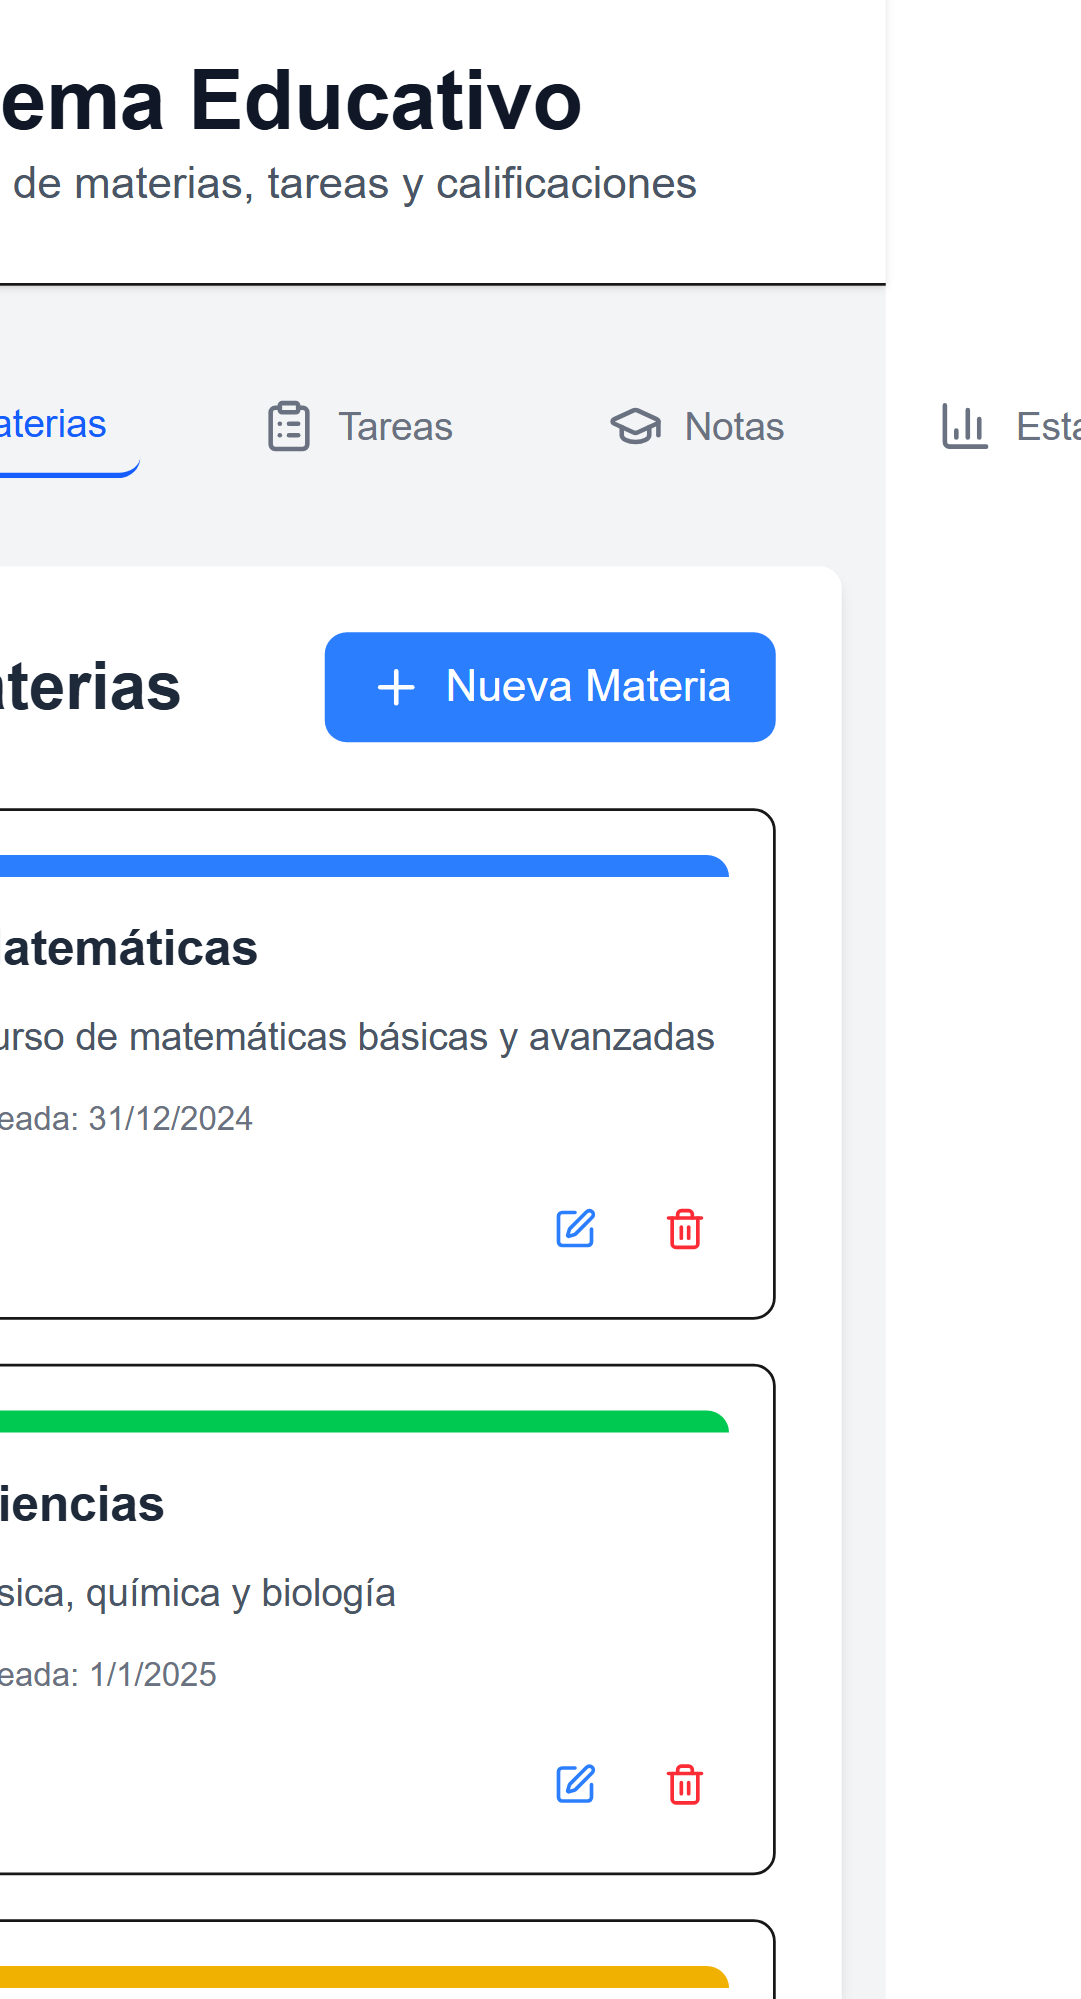 ema Educativo
de materias, tareas y calificaciones
aterias
Tareas
Notas
Esta
aterias
Nueva Materia
atemáticas
urso de matemáticas básicas y avanzadas
eada: 31/12/2024
iencias
sica, química y biología
eada: 1/1/2025